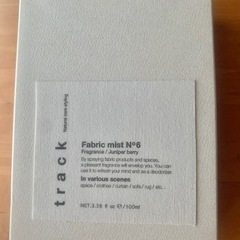 track
Natural care styling
Fabric mist Nº6
Fragrance / Juniper berry
By spraying fabric products and species,
a pleasant fragrance will envelop you. You can
use it to refresh your mind and as a deodorizer.
In various scenes
space / clothes / curtain / sofa / rug / etc..
NET.3.38 fl oz ℮/100ml